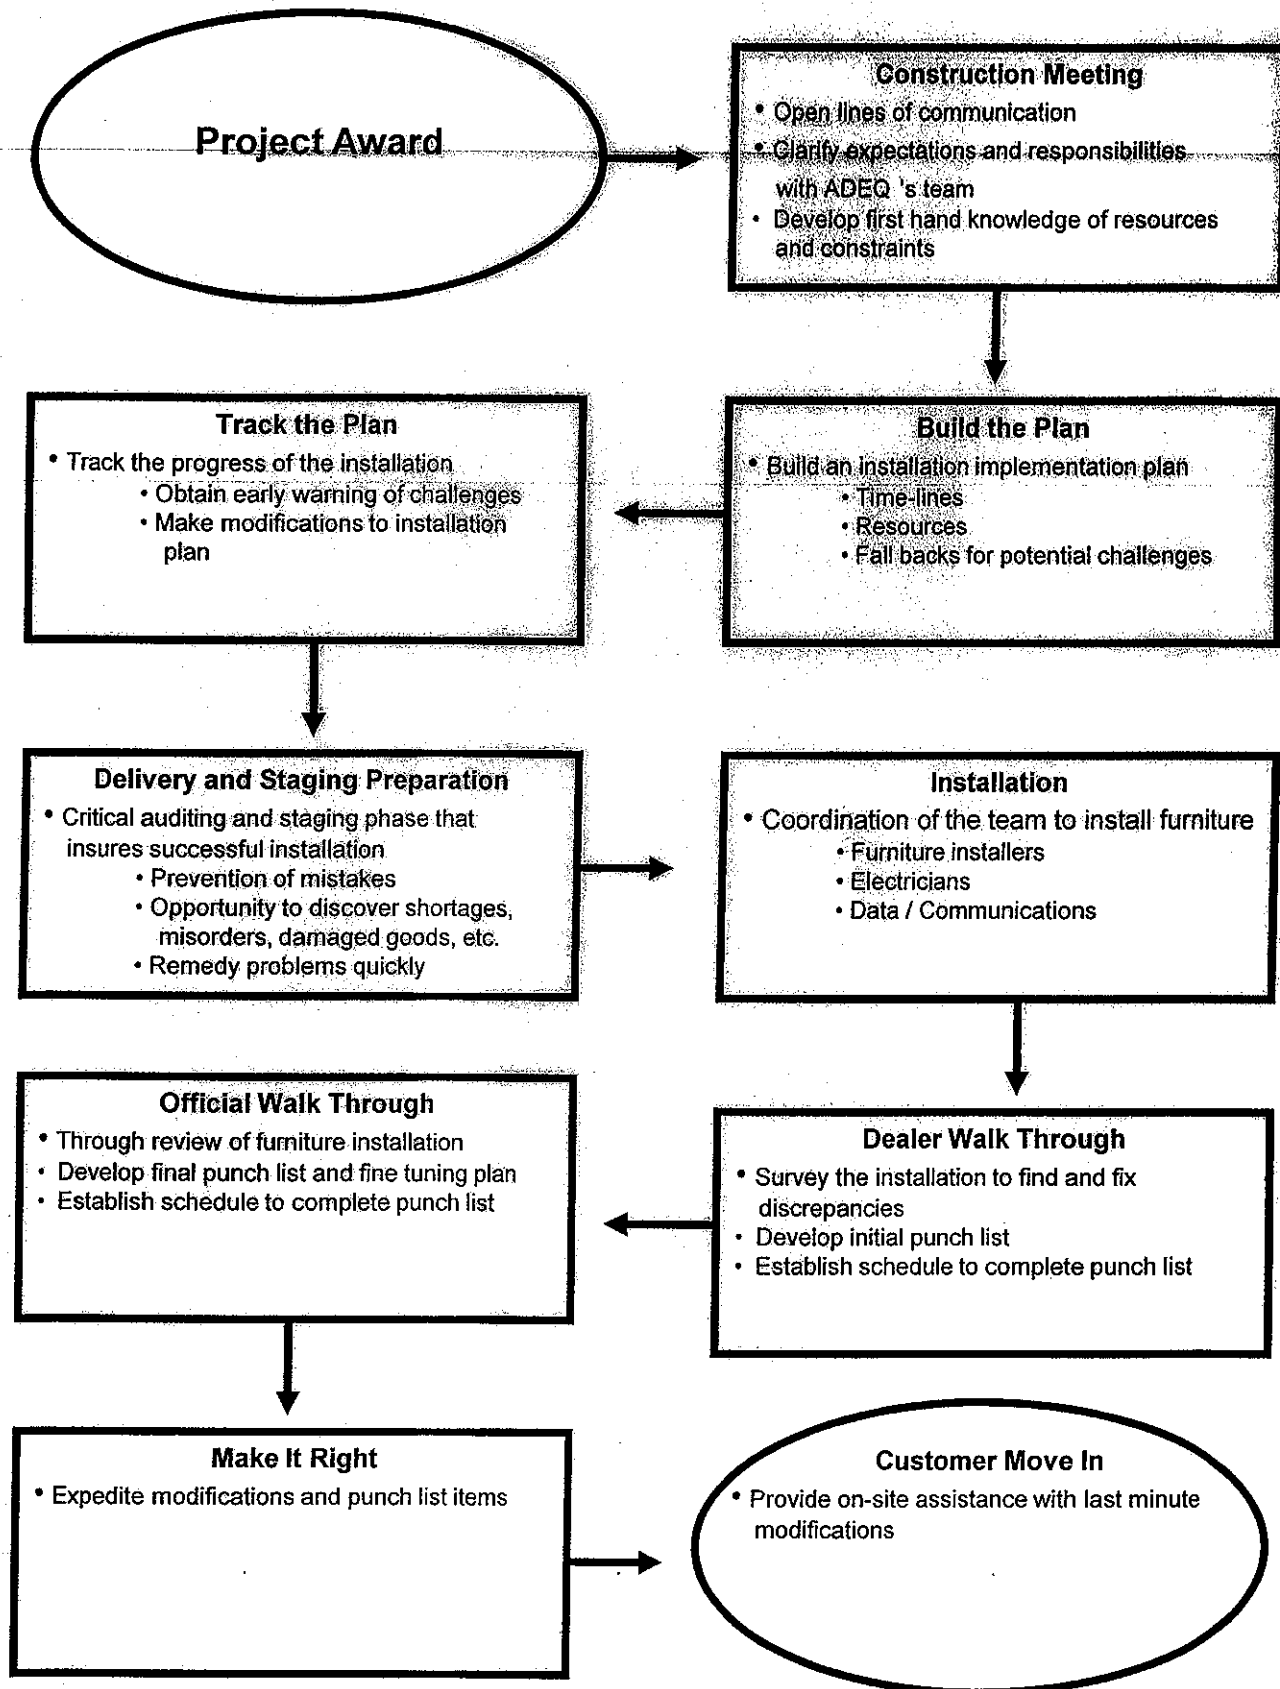 Project Award
Construction Meeting
• Open lines of communication
• Clarify expectations and responsibilities
with ADEQ 's team
• Develop first hand knowledge of resources
and constraints
Build the Plan
• Build an installation implementation plan
• Time-lines
• Resources
• Fall backs for potential challenges
Track the Plan
• Track the progress of the installation
• Obtain early warning of challenges
• Make modifications to installation
plan
Delivery and Staging Preparation
• Critical auditing and staging phase that
insures successful installation
• Prevention of mistakes
• Opportunity to discover shortages,
misorders, damaged goods, etc.
• Remedy problems quickly
Installation
• Coordination of the team to install furniture
• Furniture installers
• Electricians
• Data / Communications
Dealer Walk Through
• Survey the installation to find and fix
discrepancies
• Develop initial punch list
• Establish schedule to complete punch list
Official Walk Through
• Through review of furniture installation
• Develop final punch list and fine tuning plan
• Establish schedule to complete punch list
Make It Right
• Expedite modifications and punch list items
Customer Move In
• Provide on-site assistance with last minute
modifications